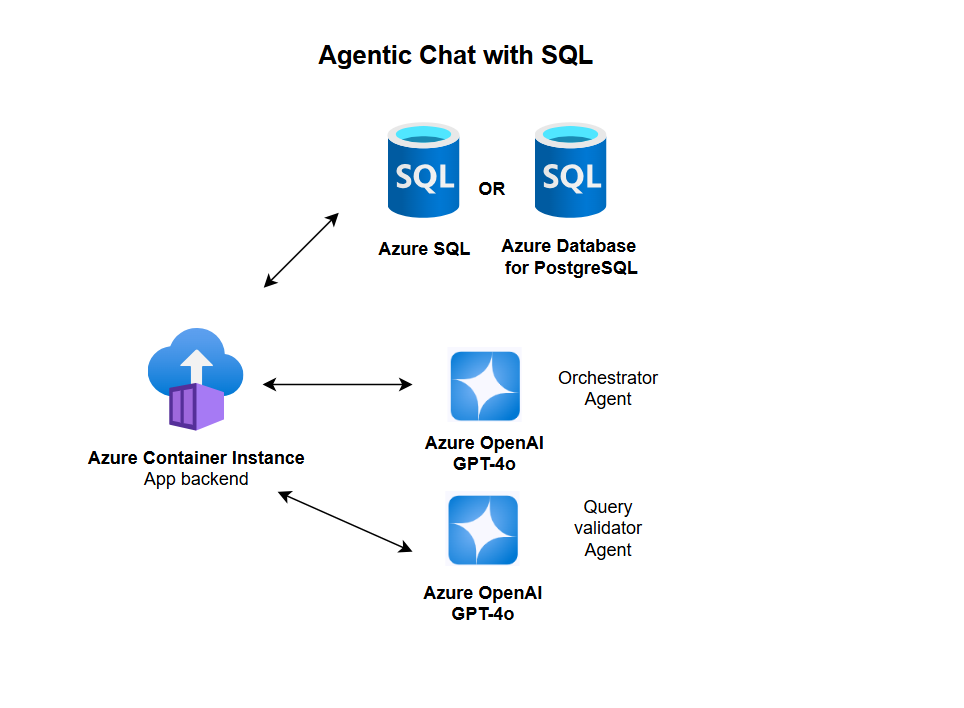 Agentic Chat with SQL
SQL
OR
SQL
Azure SQL
Azure Database
for PostgreSQL
Orchestrator
Agent
Azure OpenAI
GPT-4o
Azure Container Instance
App backend
Query
validator
Agent
Azure OpenAI
GPT-4o